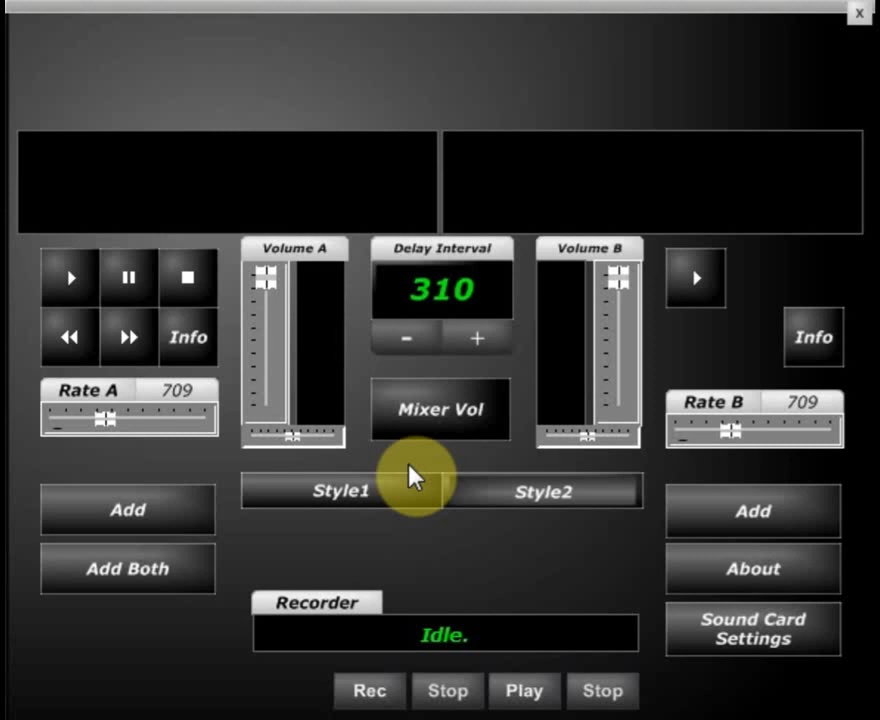 x
Volume A
Delay Interval
Volume B
310
Info
- +
Info
Rate A 709
Mixer Vol
Rate B 709
Style1
Style2
Add
Add
Add Both
About
Recorder
Sound Card
Settings
Idle.
Rec
Stop
Play
Stop